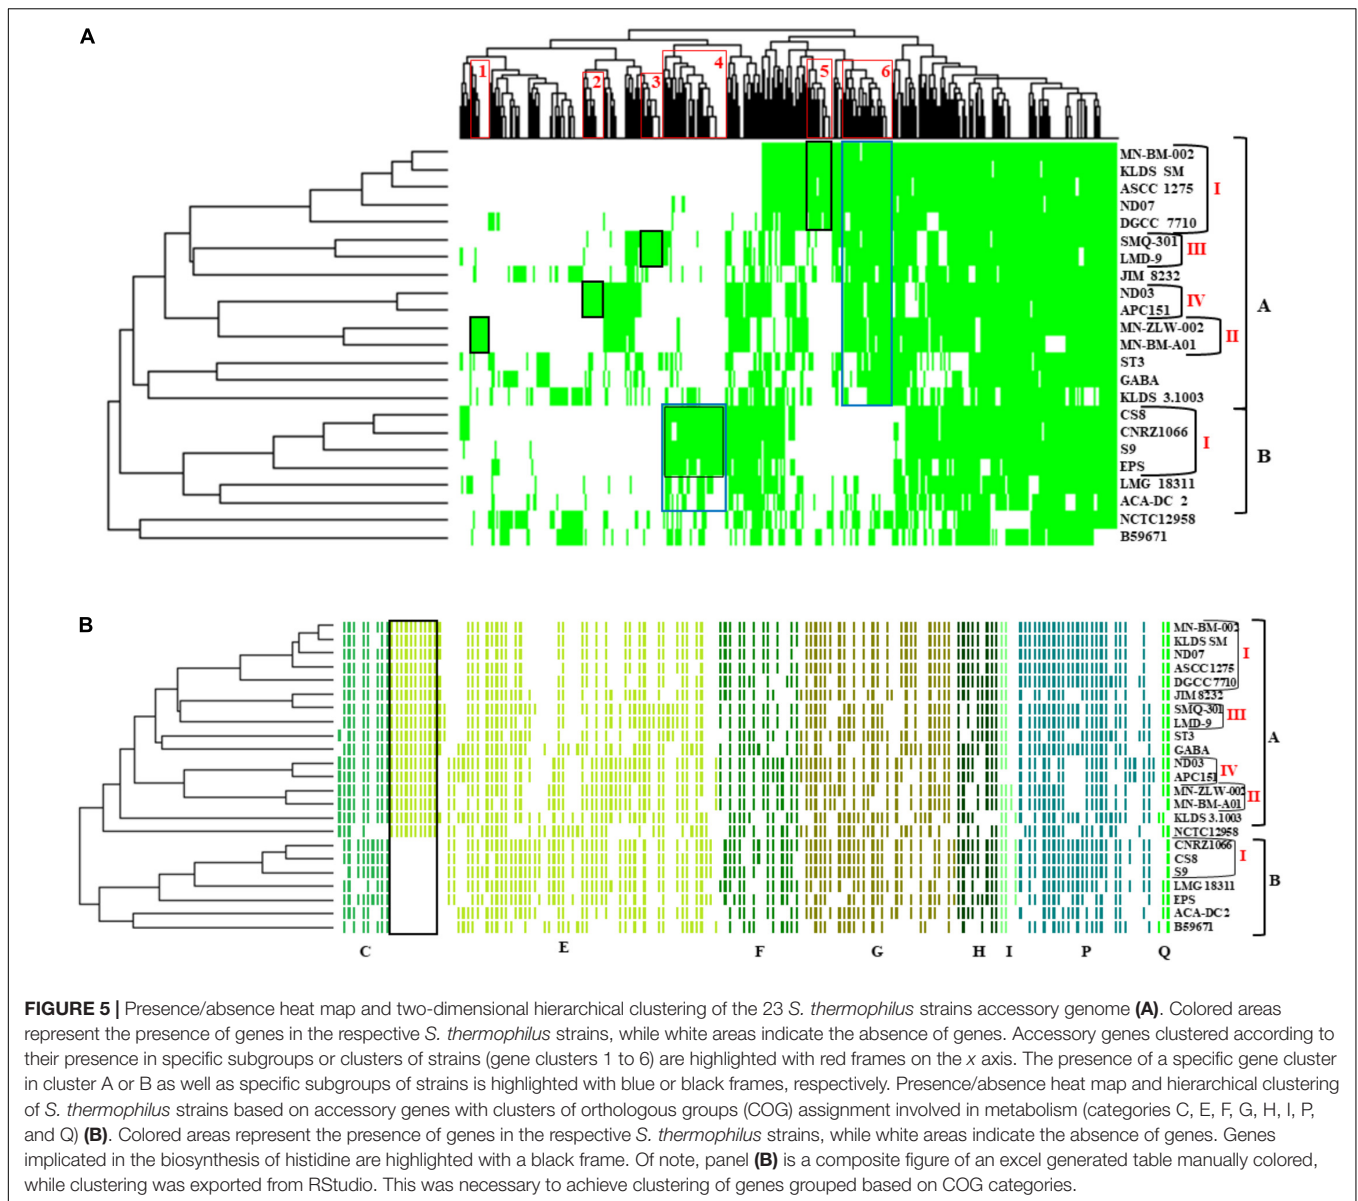 A
1 2 3 4 5 6
MN-BM-002
KLDS SM
ASCC 1275
I
ND07
DGCC 7710
SMQ-301
III
LMD-9
JIM 8232
ND03
IV
APC151
A
MN-ZLW-002
II
MN-BM-A01
ST3
GABA
KLDS 3.1003
CS8
CNRZ1066
I
S9
B
EPS
LMG 18311
ACA-DC 2
NCTC12958
B59671
B
MN-BM-002
KLDS SM
I
ND07
ASCC 1275
DGCC 7710
JIM 8232
SMQ-301
III
LMD-9
ST3
A
GABA
ND03
IV
APC151
MN-ZLW-002
II
MN-BM-A01
KLDS 3.1003
NCTC12958
CNRZ1066
I
CS8
S9
B
LMG 18311
EPS
ACA-DC 2
B59671
C E F G H I P Q
FIGURE 5 | Presence/absence heat map and two-dimensional hierarchical clustering of the 23 S. thermophilus strains accessory genome (A). Colored areas
represent the presence of genes in the respective S. thermophilus strains, while white areas indicate the absence of genes. Accessory genes clustered according to
their presence in specific subgroups or clusters of strains (gene clusters 1 to 6) are highlighted with red frames on the x axis. The presence of a specific gene cluster
in cluster A or B as well as specific subgroups of strains is highlighted with blue or black frames, respectively. Presence/absence heat map and hierarchical clustering
of S. thermophilus strains based on accessory genes with clusters of orthologous groups (COG) assignment involved in metabolism (categories C, E, F, G, H, I, P,
and Q) (B). Colored areas represent the presence of genes in the respective S. thermophilus strains, while white areas indicate the absence of genes. Genes
implicated in the biosynthesis of histidine are highlighted with a black frame. Of note, panel (B) is a composite figure of an excel generated table manually colored,
while clustering was exported from RStudio. This was necessary to achieve clustering of genes grouped based on COG categories.